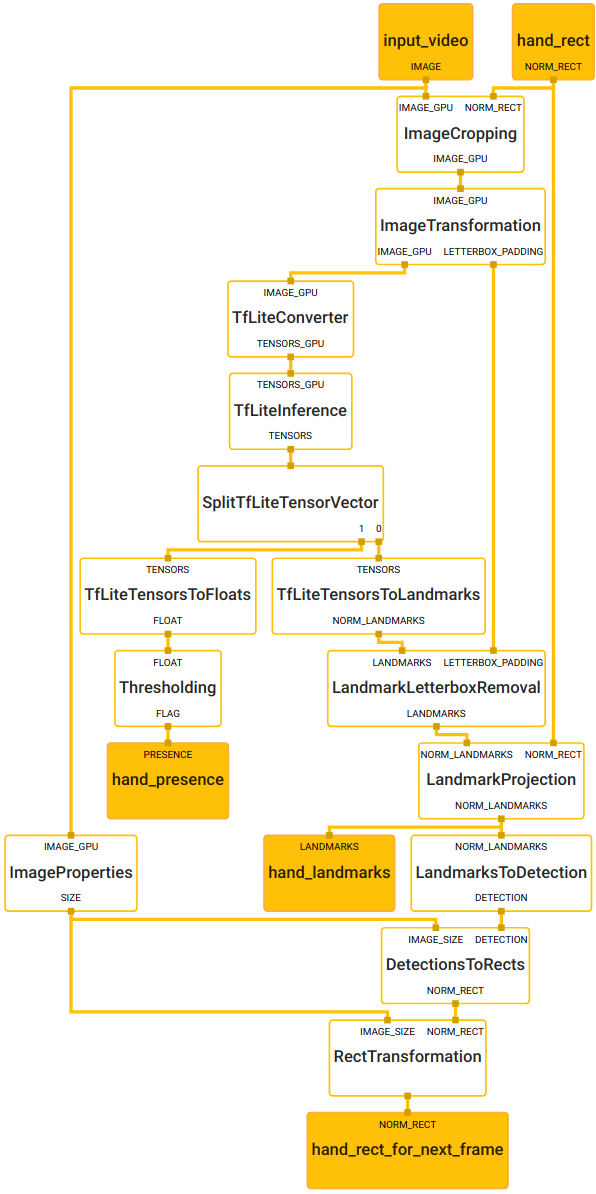 input_video hand_rect
IMAGE NORM_RECT
IMAGE_GPU NORM_RECT
ImageCropping
IMAGE_GPU
IMAGE_GPU
ImageTransformation
IMAGE_GPU LETTERBOX_PADDING
IMAGE_GPU
TfLiteConverter
TENSORS_GPU
TENSORS_GPU
TfLiteInference
TENSORS
SplitTfLiteTensorVector
1 0
TENSORS TENSORS
TfLiteTensorsToFloats TfLiteTensorsToLandmarks
FLOAT NORM_LANDMARKS
FLOAT LANDMARKS LETTERBOX_PADDING
Thresholding LandmarkLetterboxRemoval
FLAG LANDMARKS
PRESENCE NORM_LANDMARKS NORM_RECT
hand_presence LandmarkProjection
NORM_LANDMARKS
IMAGE_GPU LANDMARKS NORM_LANDMARKS
ImageProperties hand_landmarks LandmarksToDetection
SIZE DETECTION
IMAGE_SIZE DETECTION
DetectionsToRects
NORM_RECT
IMAGE_SIZE NORM_RECT
RectTransformation
NORM_RECT
hand_rect_for_next_frame